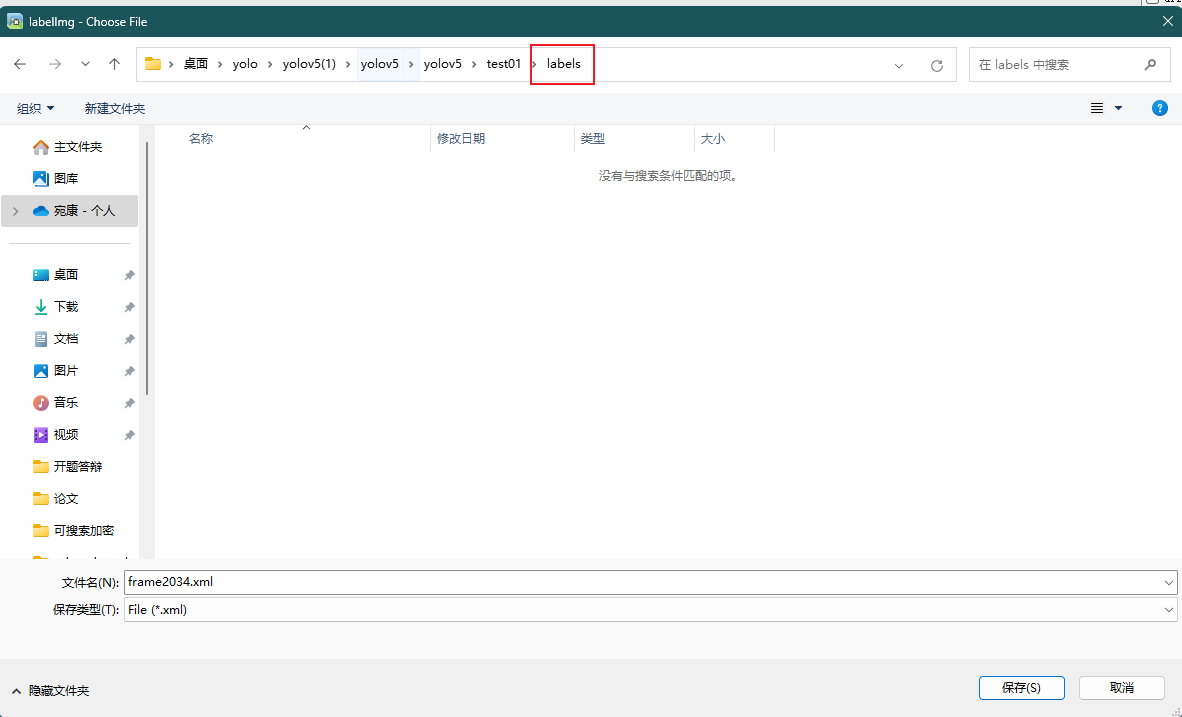 labelImg - Choose File
桌面 yolo yolov5(1) yolov5 yolov5 test01 labels
在 labels 中搜索
组织 新建文件夹
名称 修改日期 类型 大小
没有与搜索条件匹配的项。
主文件夹
图库
宛康 - 个人
桌面
下载
文档
图片
音乐
视频
开题答辩
论文
可搜索加密
文件名(N): frame2034.xml
保存类型(T): File (*.xml)
隐藏文件夹 保存(S) 取消